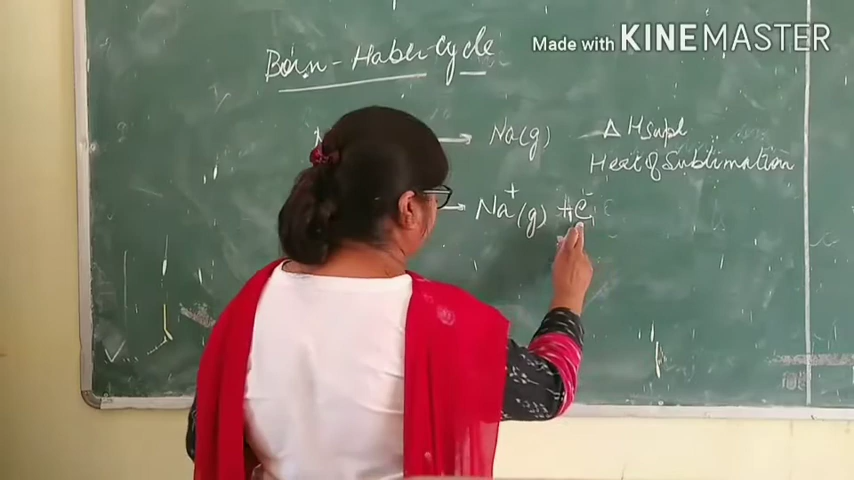 Made with KINEMASTER
Born-Haber Cycle
→ Na(g) ΔHsubl
Heat of Sublimation
→ Na⁺(g) + e⁻